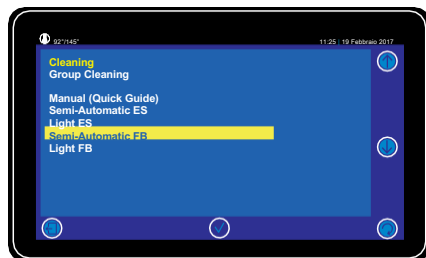 92°/145° 11:25 | 19 Febbraio 2017
Cleaning
Group Cleaning
Manual (Quick Guide)
Semi-Automatic ES
Light ES
Semi-Automatic FB
Light FB